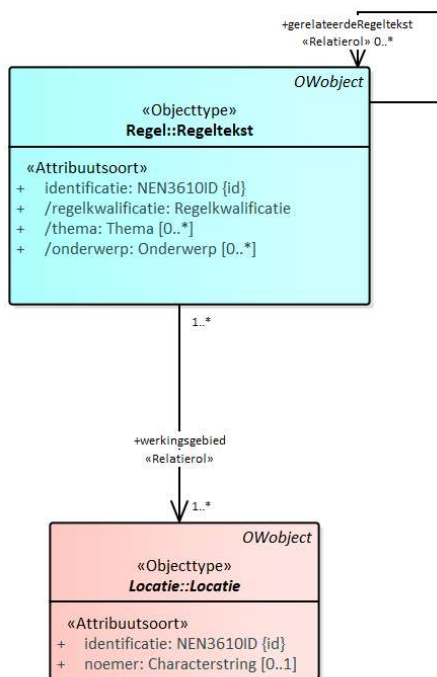 +gerelateerdeRegeltekst
«Relatierol» 0..*
OWobject
«Objecttype»
Regel::Regeltekst
«Attribuutsoort»
+ identificatie: NEN3610ID {id}
+ /regelkwalificatie: Regelkwalificatie
+ /thema: Thema [0..*]
+ /onderwerp: Onderwerp [0..*]
1..*
+werkingsgebied
«Relatierol»
1..*
OWobject
«Objecttype»
Locatie::Locatie
«Attribuutsoort»
+ identificatie: NEN3610ID {id}
+ noemer: Characterstring [0..1]